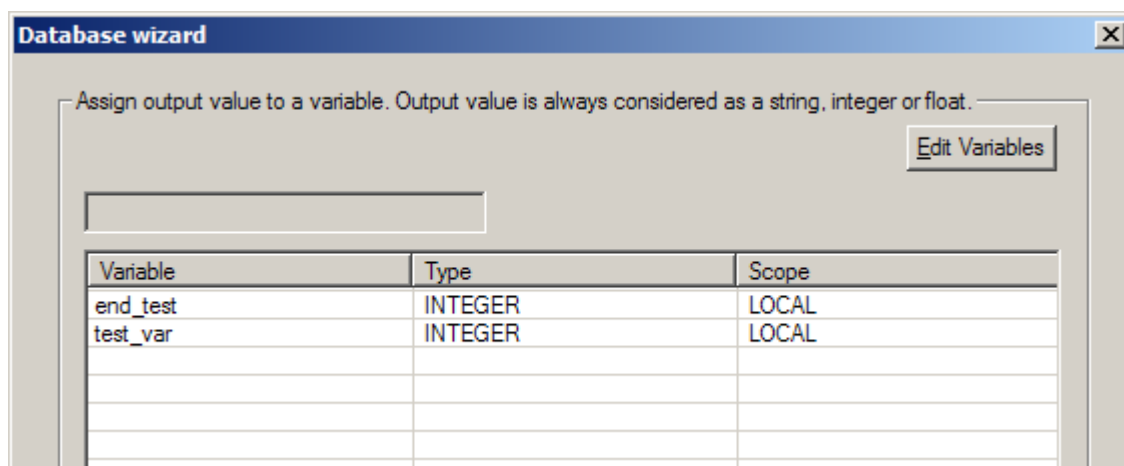 Database wizard
Assign output value to a variable. Output value is always considered as a string, integer or float.
Edit Variables
Variable Type Scope
end_test INTEGER LOCAL
test_var INTEGER LOCAL